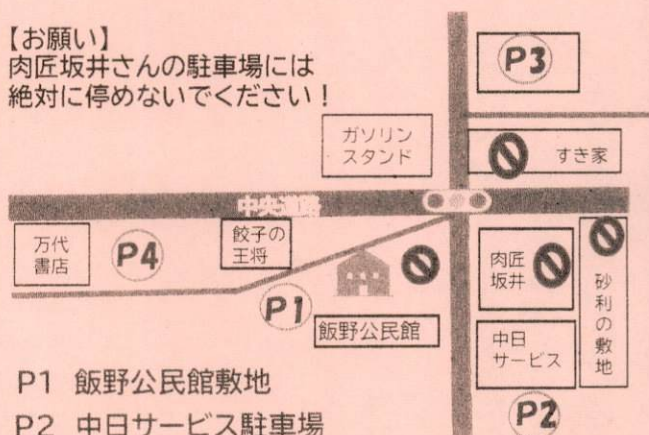 【お願い】
肉匠坂井さんの駐車場には
絶対に停めないでください！
P3
ガソリン
スタンド
すき家
中央道路
万代
書店
P4
餃子の
王将
P1
飯野公民館
肉匠
坂井
砂利の敷地
中日
サービス
P2
P1 飯野公民館敷地
P2 中日サービス駐車場